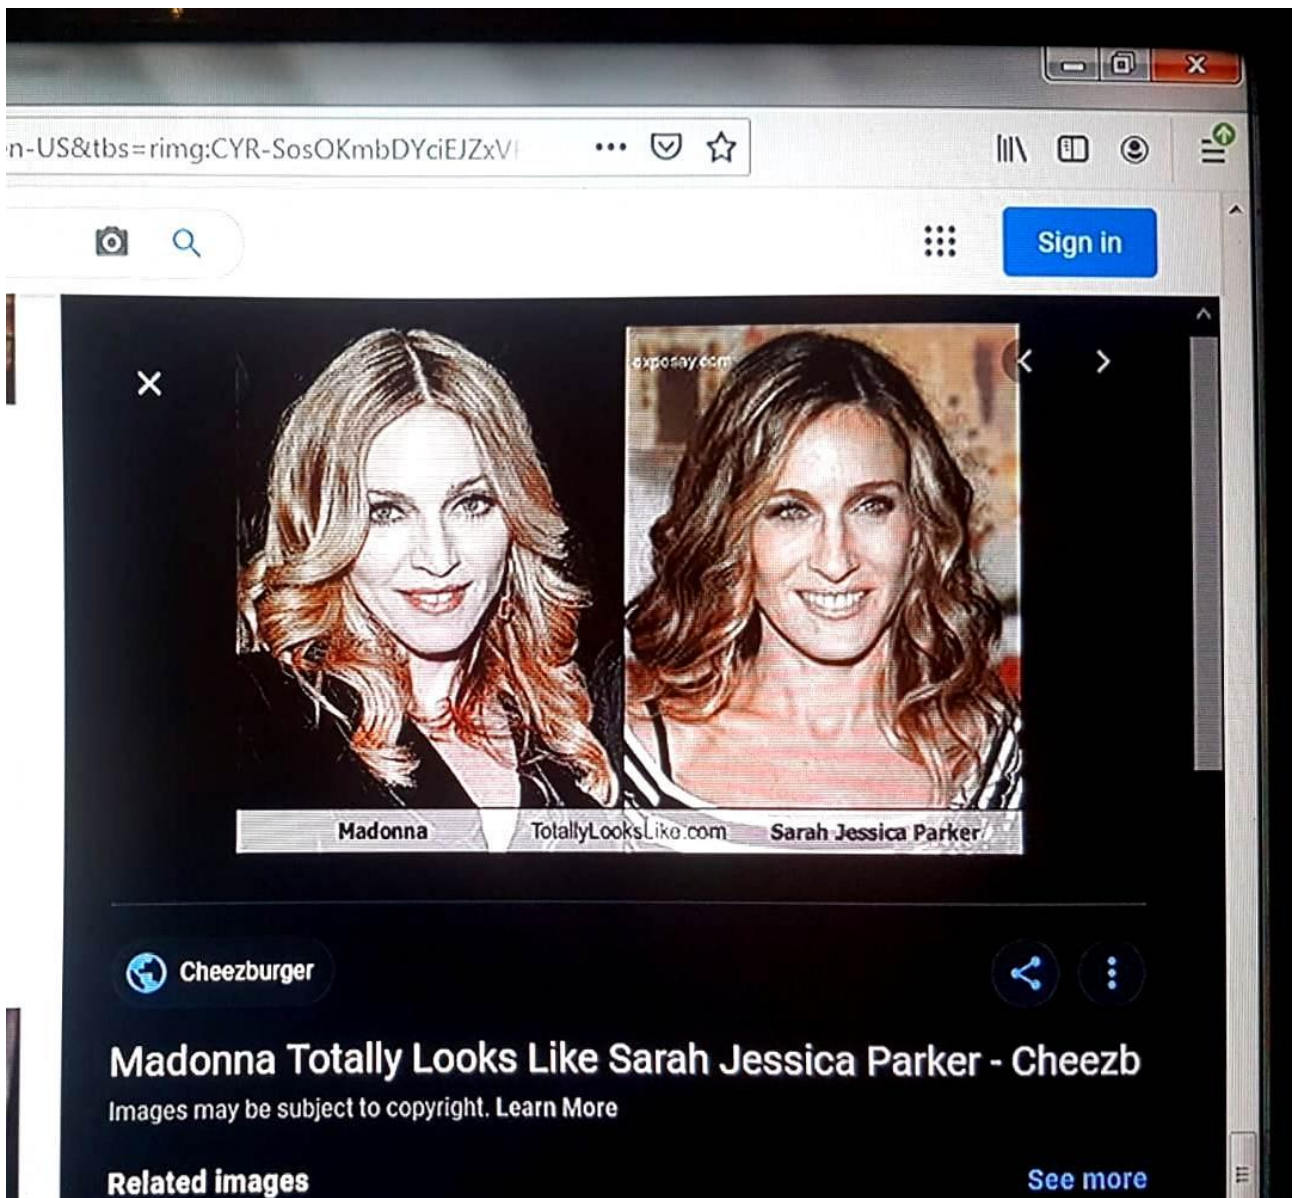 n-US&tbs=rimg:CYR-SosOKmbDYciEJZxV
Sign in
exposay.com
Madonna TotallyLooksLike.com Sarah Jessica Parker
Cheezburger
Madonna Totally Looks Like Sarah Jessica Parker - Cheezb
Images may be subject to copyright. Learn More
Related images See more